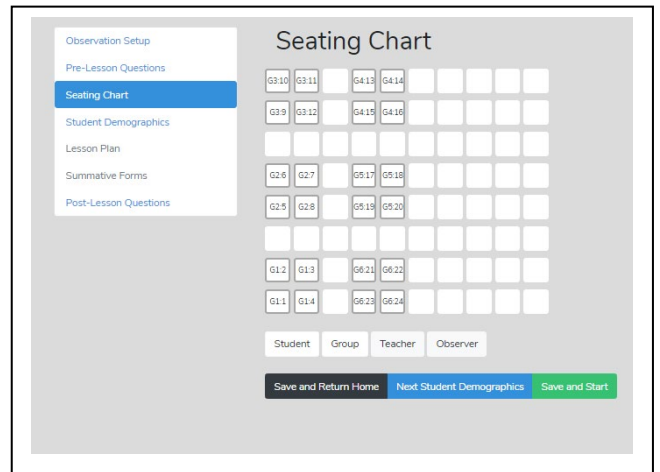 Observation Setup
Pre-Lesson Questions
Seating Chart
Student Demographics
Lesson Plan
Summative Forms
Post-Lesson Questions
Seating Chart
G3:10 G3:11 G4:13 G4:14
G3:9 G3:12 G4:15 G4:16
G2:6 G2:7 G5:17 G5:18
G2:5 G2:8 G5:19 G5:20
G1:2 G1:3 G6:21 G6:22
G1:1 G1:4 G6:23 G6:24
Student Group Teacher Observer
Save and Return Home Next Student Demographics Save and Start